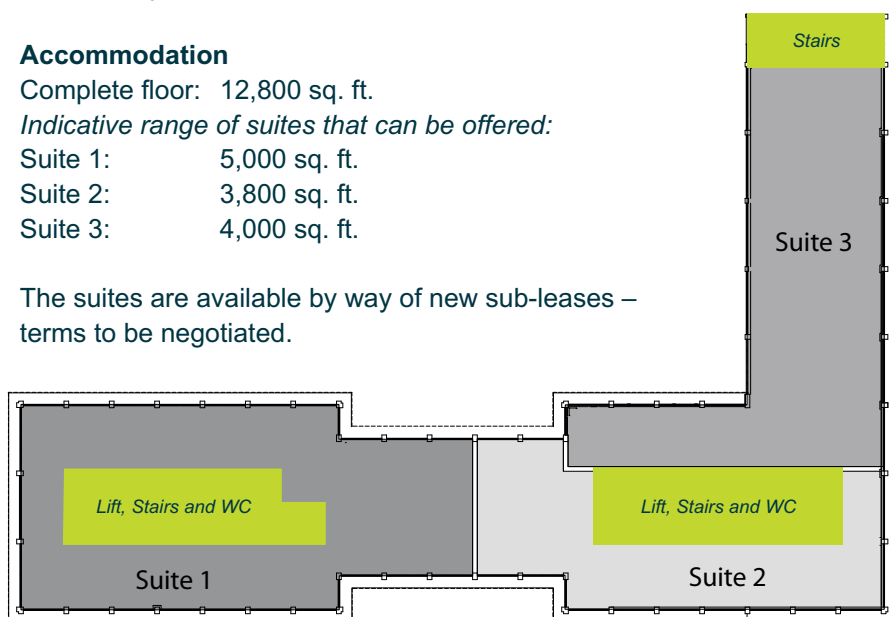 Accommodation
Complete floor: 12,800 sq. ft.
Indicative range of suites that can be offered:
Suite 1: 5,000 sq. ft.
Suite 2: 3,800 sq. ft.
Suite 3: 4,000 sq. ft.
The suites are available by way of new sub-leases –
terms to be negotiated.
Stairs
Suite 3
Lift, Stairs and WC
Suite 1
Lift, Stairs and WC
Suite 2